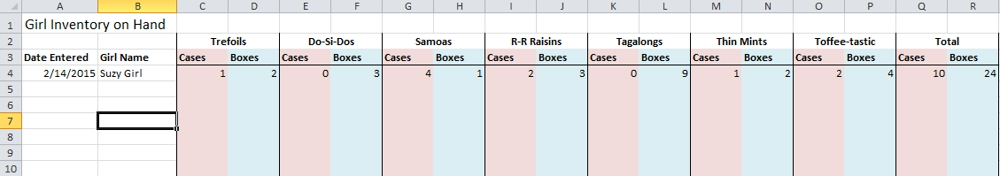 A B C D E F G H I J K L M N O P Q R
1 Girl Inventory on Hand
2 Trefoils Do-Si-Dos Samoas R-R Raisins Tagalongs Thin Mints Toffee-tastic Total
3 Date Entered Girl Name Cases Boxes Cases Boxes Cases Boxes Cases Boxes Cases Boxes Cases Boxes Cases Boxes Cases Boxes
4 2/14/2015 Suzy Girl 1 2 0 3 4 1 2 3 0 9 1 2 2 4 10 24
5
6
7
8
9
10